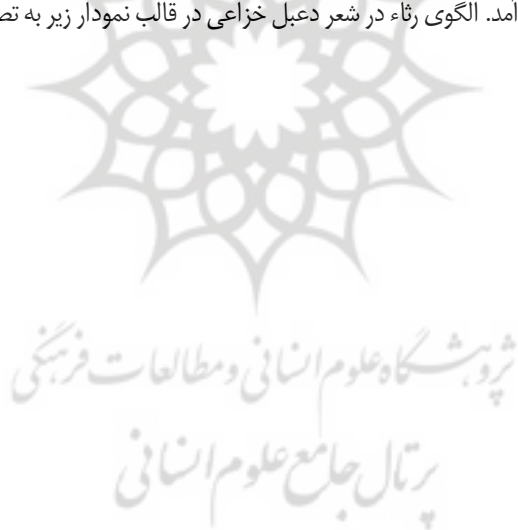 آمد. الگوی رثاء در شعر دعبل خزاعی در قالب نمودار زیر به تص
پژوهشگاه علوم انسانی و مطالعات فرهنگی
پرتال جامع علوم انسانی